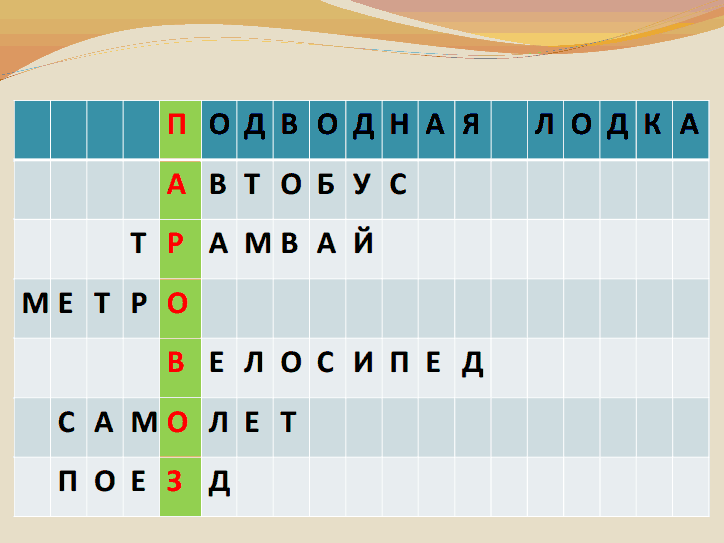 ПОДВОДНАЯ ЛОДКА
АВТОБУС
ТРАМВАЙ
МЕТРО
ВЕЛОСИПЕД
САМОЛЕТ
ПОЕЗД